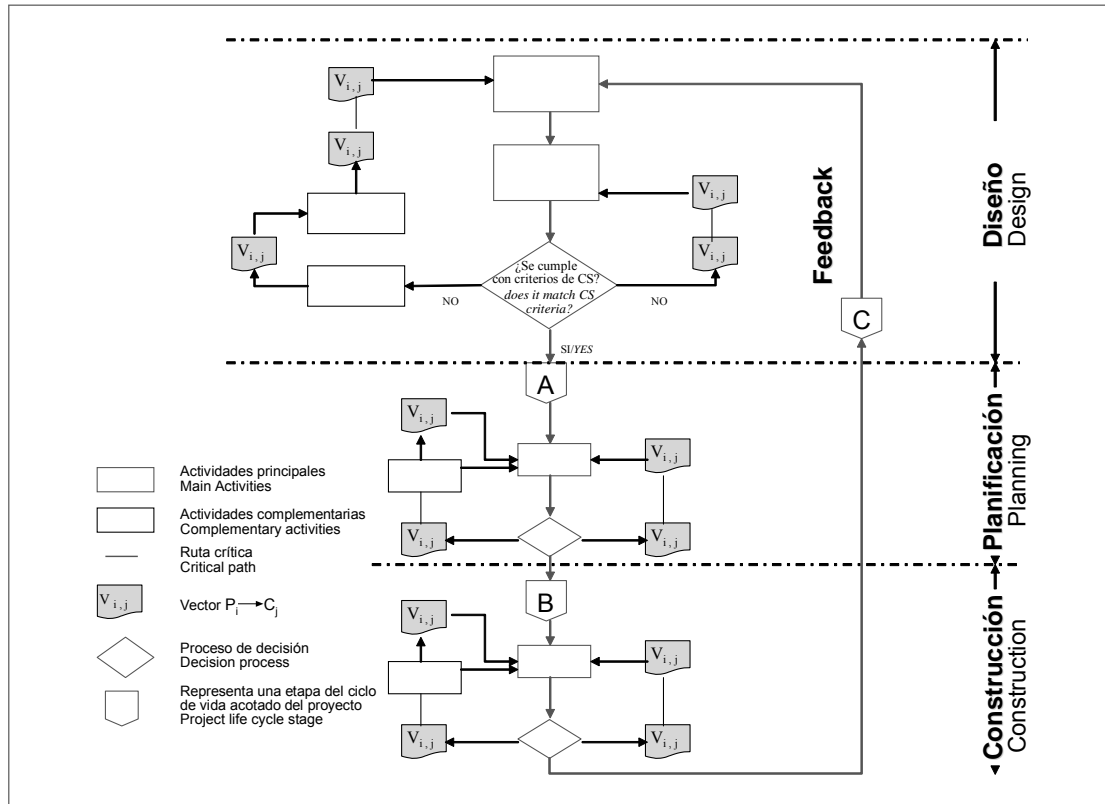 V i, j
V i, j
V i, j
V i, j
V i, j
¿Se cumple
con criterios de CS?
does it match CS
criteria?
NO
NO
SI/YES
Feedback
C
Diseño
Design
A
V i, j
V i, j
V i, j
V i, j
Planificación
Planning
B
V i, j
V i, j
V i, j
V i, j
Construcción
Construction
Actividades principales
Main Activities
Actividades complementarias
Complementary activities
Ruta crítica
Critical path
V i, j
Vector P i → C j
Proceso de decisión
Decision process
Representa una etapa del ciclo
de vida acotado del proyecto
Project life cycle stage